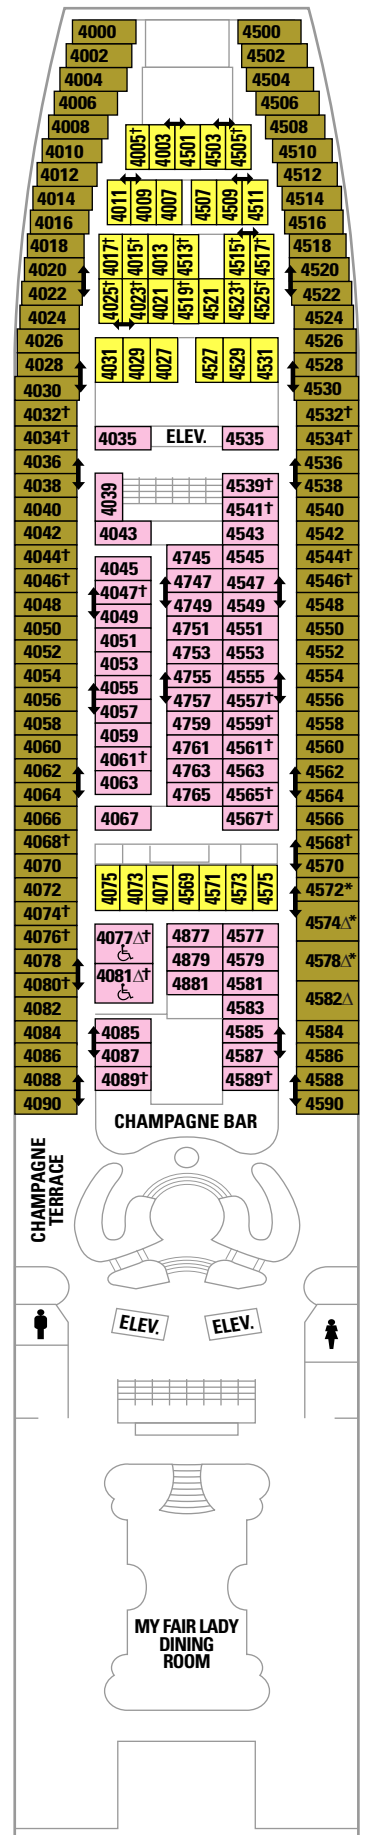 4000 4500
4002 4502
4004 4504
4006 4506
4008 4005† 4003 4501 4503 4505† 4508
4010 4510
4012 4512
4014 4011 4009 4007 4507 4509 4511 4514
4016 4516
4018 4017† 4015† 4013 4513† 4515† 4517† 4518
4020 4520
4022 4025† 4023† 4021 4519† 4521 4523† 4525† 4522
4024 4524
4026 4526
4028 4031 4029 4027 4527 4529 4531 4528
4030 4530
4032† 4532†
4034† 4035 ELEV. 4535 4534†
4036 4536
4038 4039 4539† 4538
4040 4541† 4540
4042 4043 4543 4542
4044† 4045 4745 4545 4544†
4046† 4047† 4747 4547 4546†
4048 4049 4749 4549 4548
4050 4051 4751 4551 4550
4052 4053 4753 4553 4552
4054 4055 4755 4555 4554
4056 4057 4757 4557† 4556
4058 4059 4759 4559† 4558
4060 4061† 4761 4561† 4560
4062 4063 4763 4563 4562
4064 4765 4565† 4564
4066 4067 4567† 4566
4068† 4568†
4070 4570
4072 4075 4073 4071 4569 4571 4573 4575 4572*
4074† 4574Δ*
4076† 4077Δ† 4877 4577
4078 4879 4579 4578Δ*
4080† 4081Δ† 4881 4581
4082 4583 4582Δ
4084 4085 4585 4584
4086 4087 4587 4586
4088 4089† 4589† 4588
4090 4590
CHAMPAGNE BAR
CHAMPAGNE
TERRACE
ELEV. ELEV.
MY FAIR LADY
DINING
ROOM